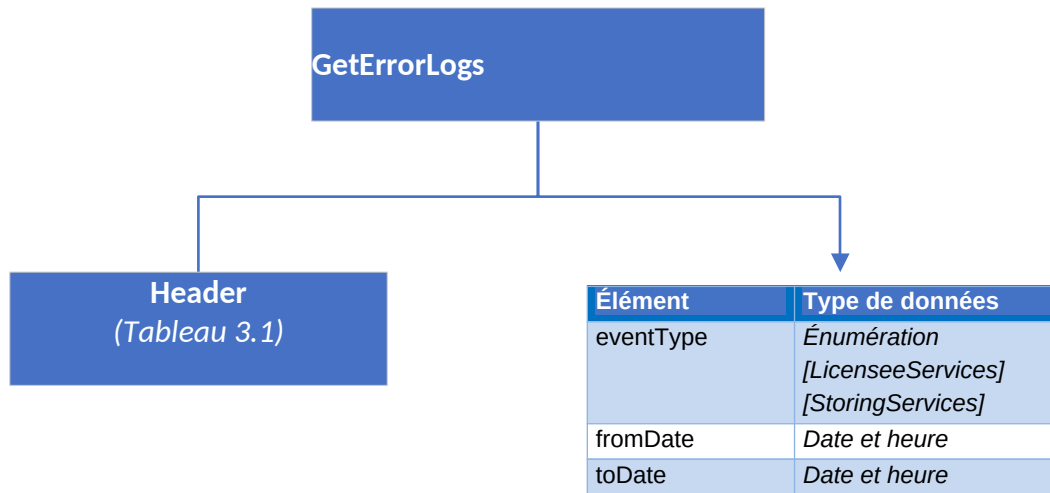 GetErrorLogs
Header
(Tableau 3.1)
Élément Type de données
eventType Énumération
[LicenseeServices]
[StoringServices]
fromDate Date et heure
toDate Date et heure